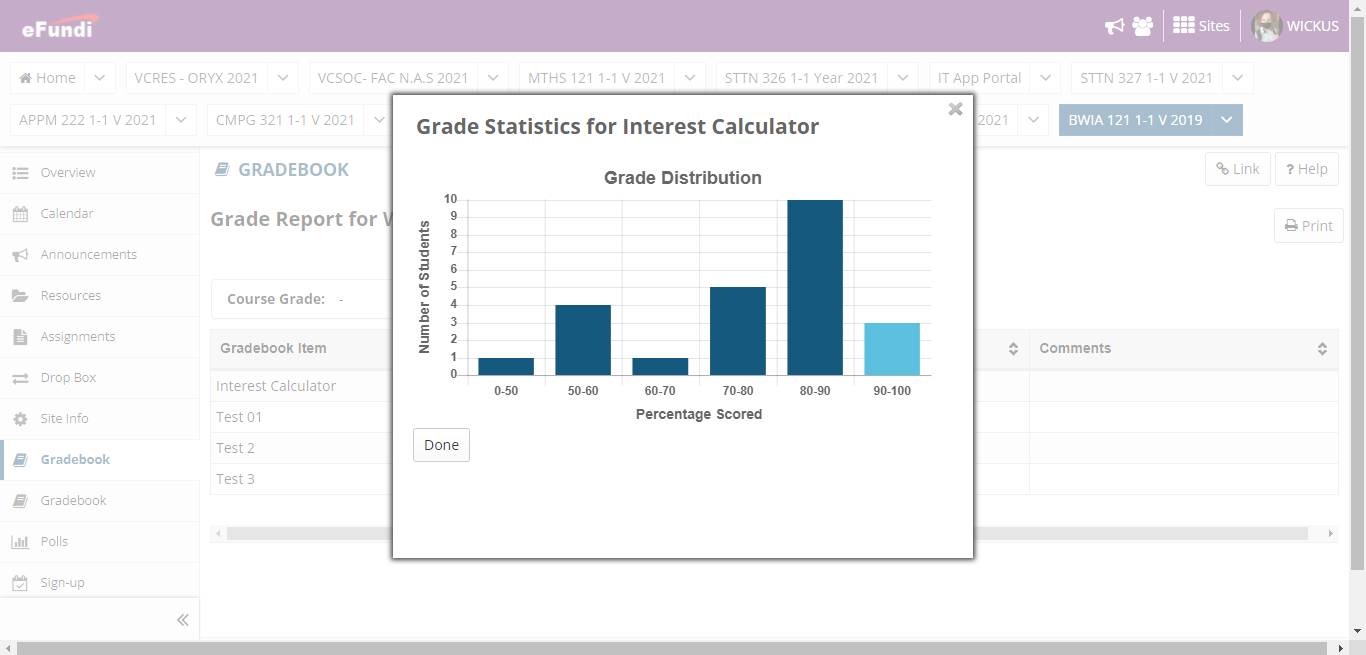 eFundi
Sites
WICKUS
Home
VCRES - ORYX 2021
VCSOC- FAC N.A.S 2021
MTHS 121 1-1 V 2021
STTN 326 1-1 Year 2021
IT App Portal
STTN 327 1-1 V 2021
APPM 222 1-1 V 2021
CMPG 321 1-1 V 2021
2021
BWIA 121 1-1 V 2019
Overview
Calendar
Announcements
Resources
Assignments
Drop Box
Site Info
Gradebook
Gradebook
Polls
Sign-up
GRADEBOOK
Link
? Help
Grade Report for
Print
Course Grade: -
Gradebook Item
Comments
Interest Calculator
Test 01
Test 2
Test 3
Grade Statistics for Interest Calculator
Grade Distribution
Number of Students
10
9
8
7
6
5
4
3
2
1
0
0-50 50-60 60-70 70-80 80-90 90-100
Percentage Scored
Done